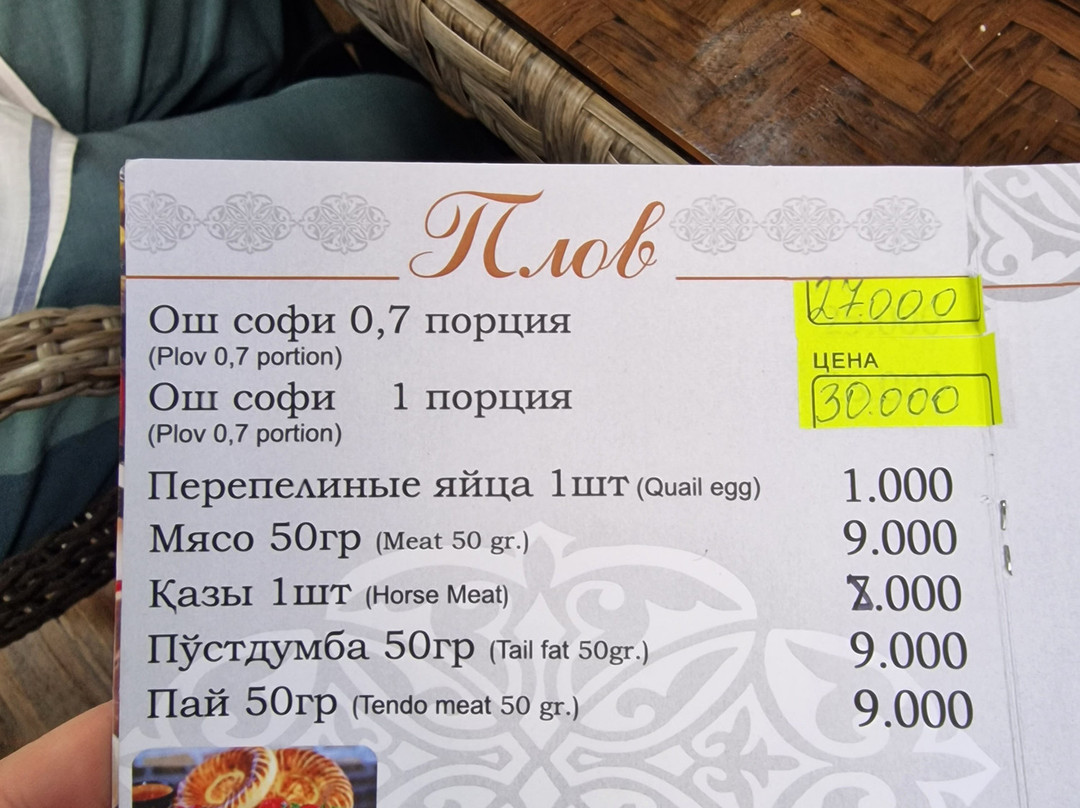 Плов
Ош софи 0,7 порция 27.000
(Plov 0,7 portion)
ЦЕНА
Ош софи 1 порция 30.000
(Plov 0,7 portion)
Перепелиные яйца 1шт (Quail egg) 1.000
Мясо 50гр (Meat 50 gr.) 9.000
Қазы 1шт (Horse Meat) .000
Пўстдумба 50гр (Tail fat 50gr.) 9.000
Пай 50гр (Tendo meat 50 gr.) 9.000